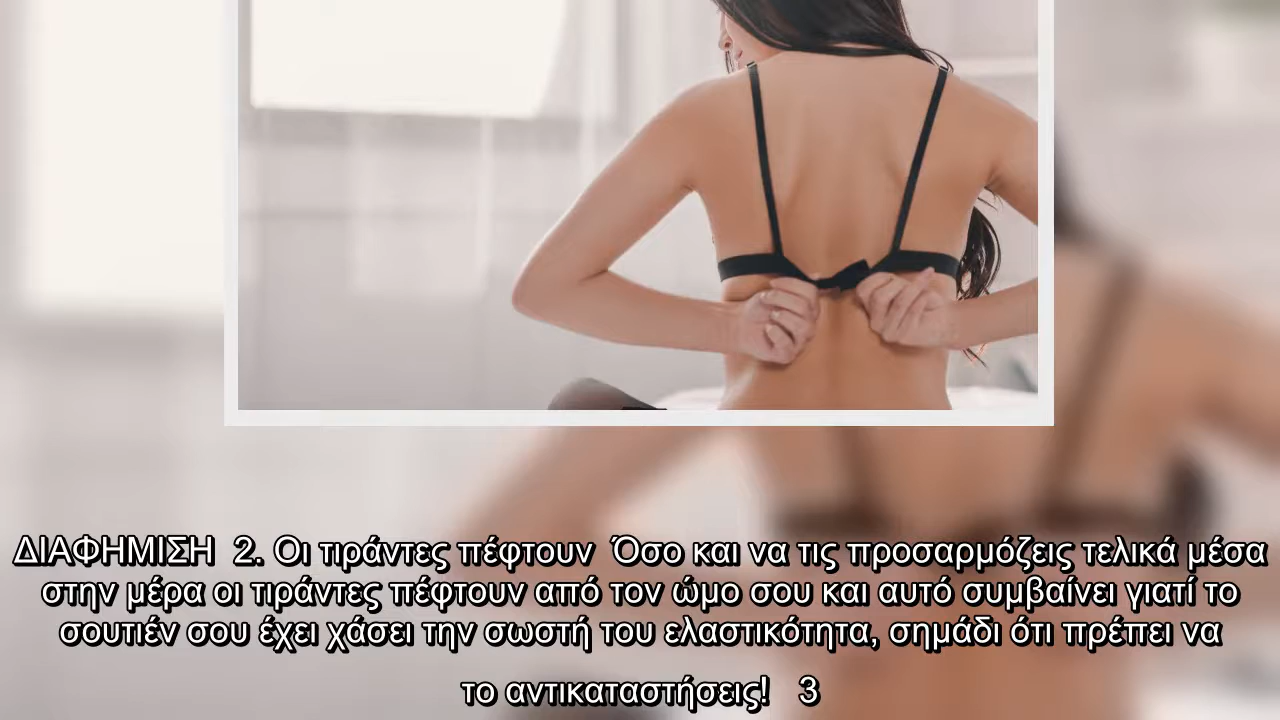 ΔΙΑΦΗΜΙΣΗ  2. Οι τιράντες πέφτουν  Όσο και να τις προσαρμόζεις τελικά μέσα
στην μέρα οι τιράντες πέφτουν από τον ώμο σου και αυτό συμβαίνει γιατί το
σουτιέν σου έχει χάσει την σωστή του ελαστικότητα, σημάδι ότι πρέπει να
το αντικαταστήσεις!   3